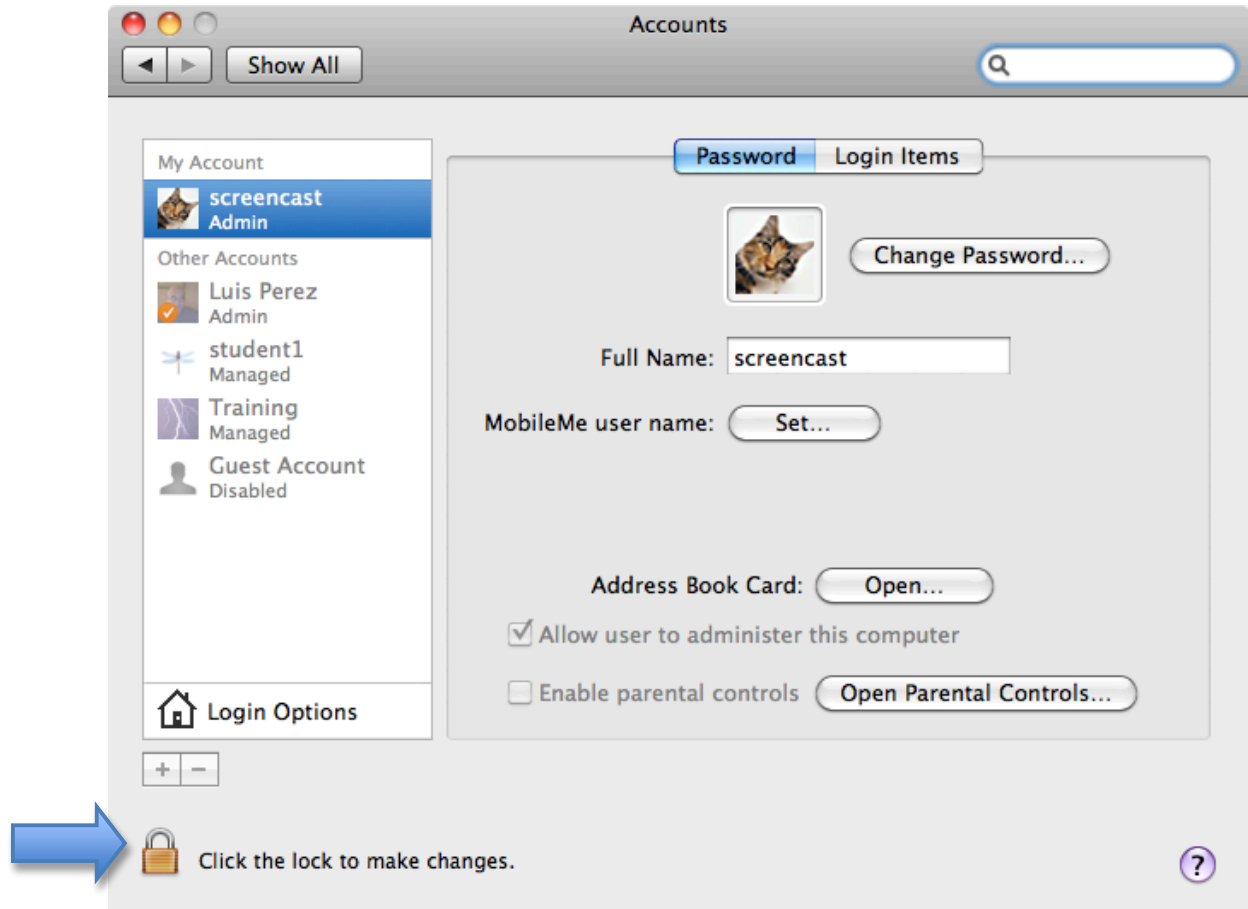 Accounts
Show All
My Account
screencast
Admin
Other Accounts
Luis Perez
Admin
student1
Managed
Training
Managed
Guest Account
Disabled
Login Options
+ −
Password Login Items
Change Password...
Full Name: screencast
MobileMe user name: Set...
Address Book Card: Open...
Allow user to administer this computer
Enable parental controls Open Parental Controls...
Click the lock to make changes.
?